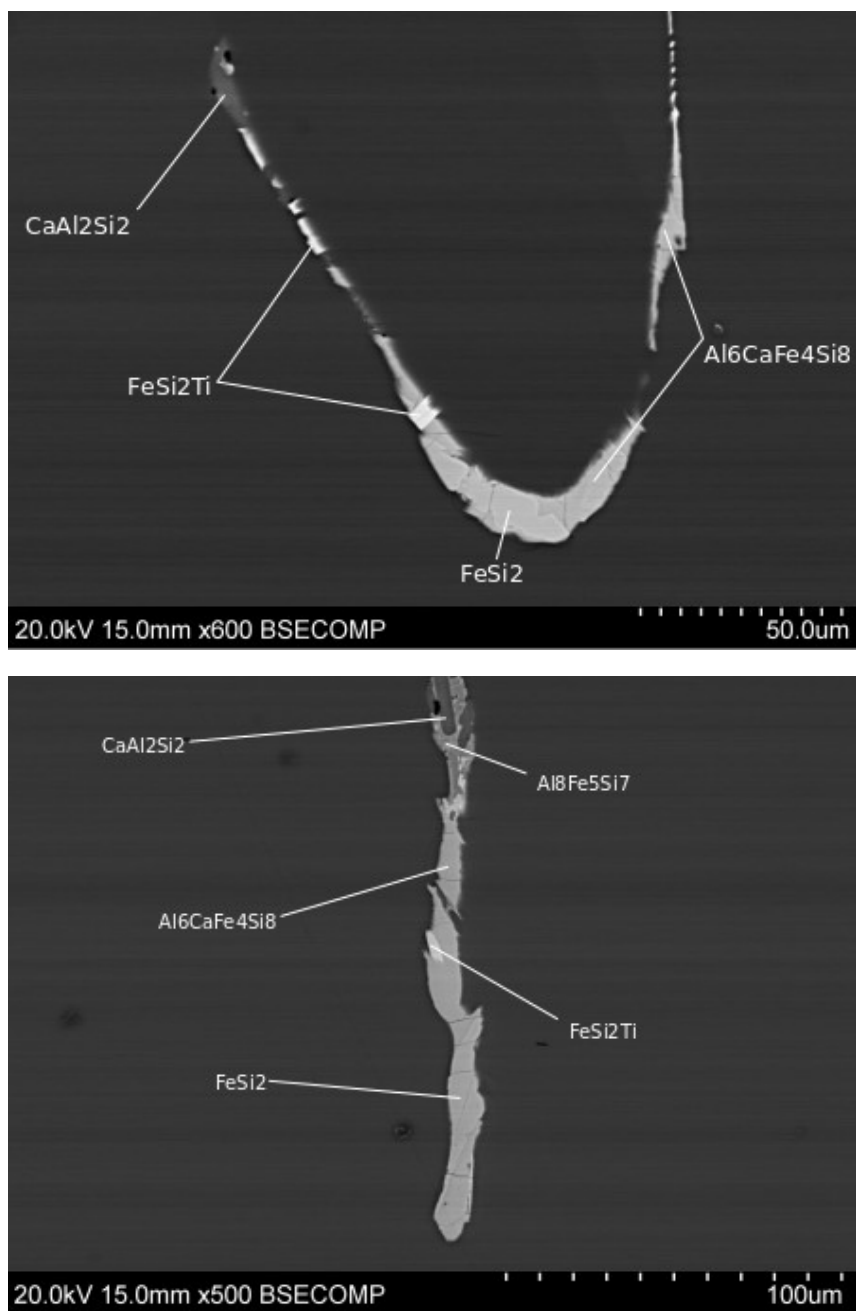 CaAl2Si2
FeSi2Ti
Al6CaFe4Si8
FeSi2
20.0kV 15.0mm x600 BSECOMP 50.0um
CaAl2Si2
Al8Fe5Si7
Al6CaFe4Si8
FeSi2Ti
FeSi2
20.0kV 15.0mm x500 BSECOMP 100um